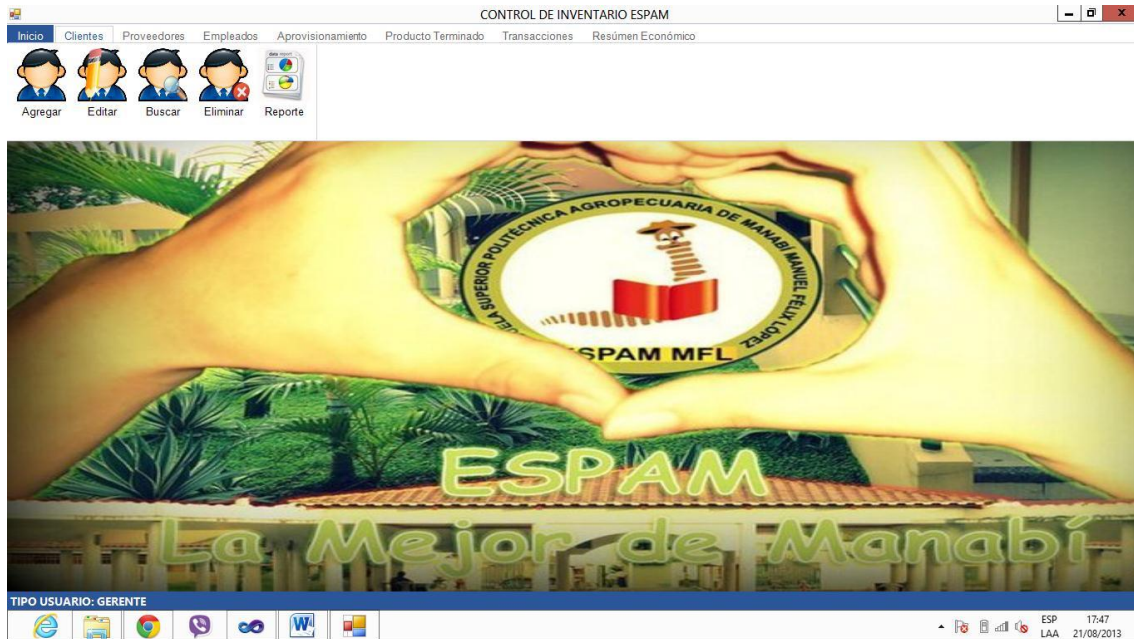 CONTROL DE INVENTARIO ESPAM
Inicio Clientes Proveedores Empleados Aprovisionamiento Producto Terminado Transacciones Resúmen Económico
Agregar Editar Buscar Eliminar Reporte
POLITÉCNICA AGROPECUARIA DE MANABÍ MANUEL FÉLIX LÓPEZ
MFL
ESPAM
La Mejor de Manabí
TIPO USUARIO: GERENTE
ESP 17:47
LAA 21/08/2013